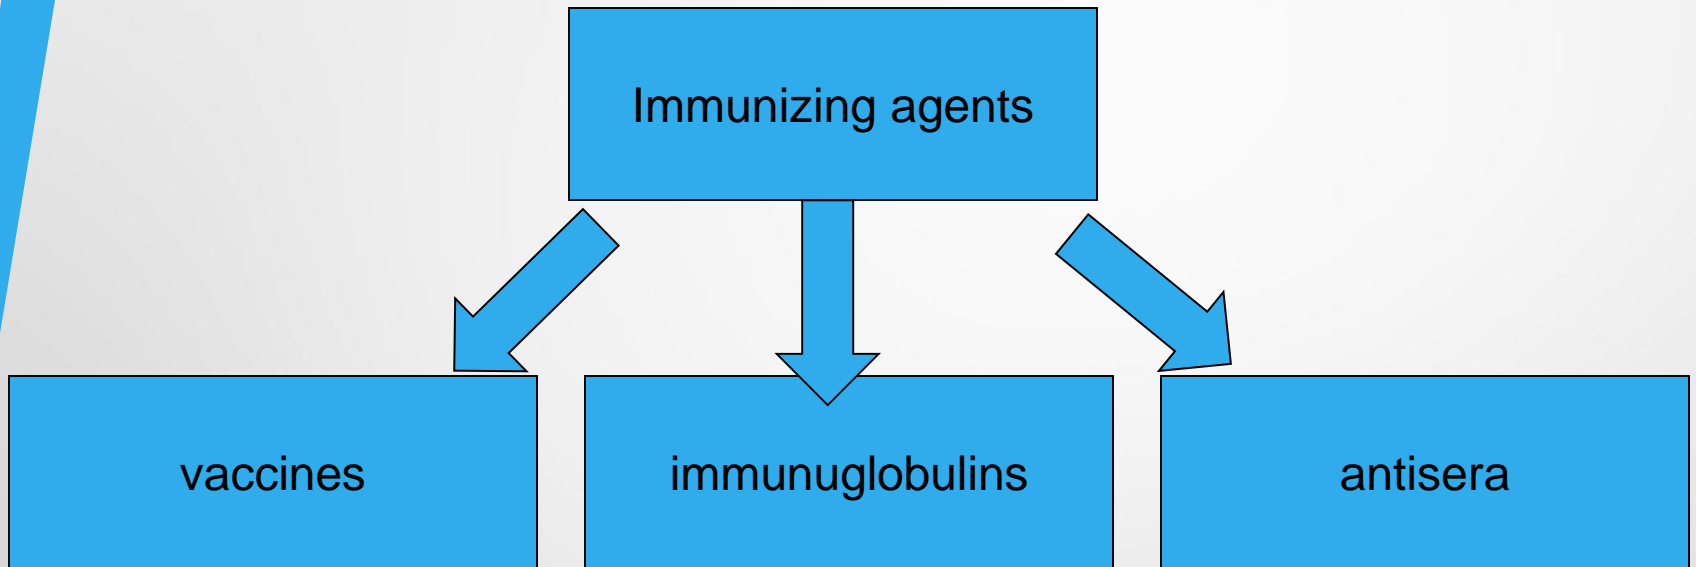 Immunizing agents
vaccines
immunuglobulins
antisera